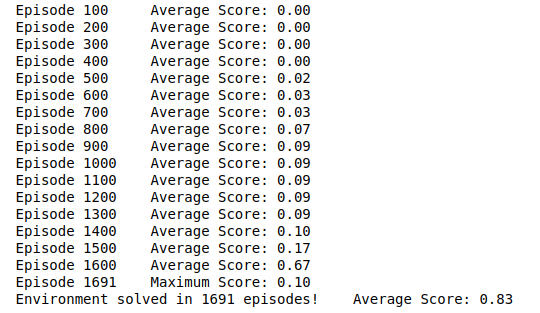 Episode 100 Average Score: 0.00
Episode 200 Average Score: 0.00
Episode 300 Average Score: 0.00
Episode 400 Average Score: 0.00
Episode 500 Average Score: 0.02
Episode 600 Average Score: 0.03
Episode 700 Average Score: 0.03
Episode 800 Average Score: 0.07
Episode 900 Average Score: 0.09
Episode 1000 Average Score: 0.09
Episode 1100 Average Score: 0.09
Episode 1200 Average Score: 0.09
Episode 1300 Average Score: 0.09
Episode 1400 Average Score: 0.10
Episode 1500 Average Score: 0.17
Episode 1600 Average Score: 0.67
Episode 1691 Maximum Score: 0.10
Environment solved in 1691 episodes! Average Score: 0.83